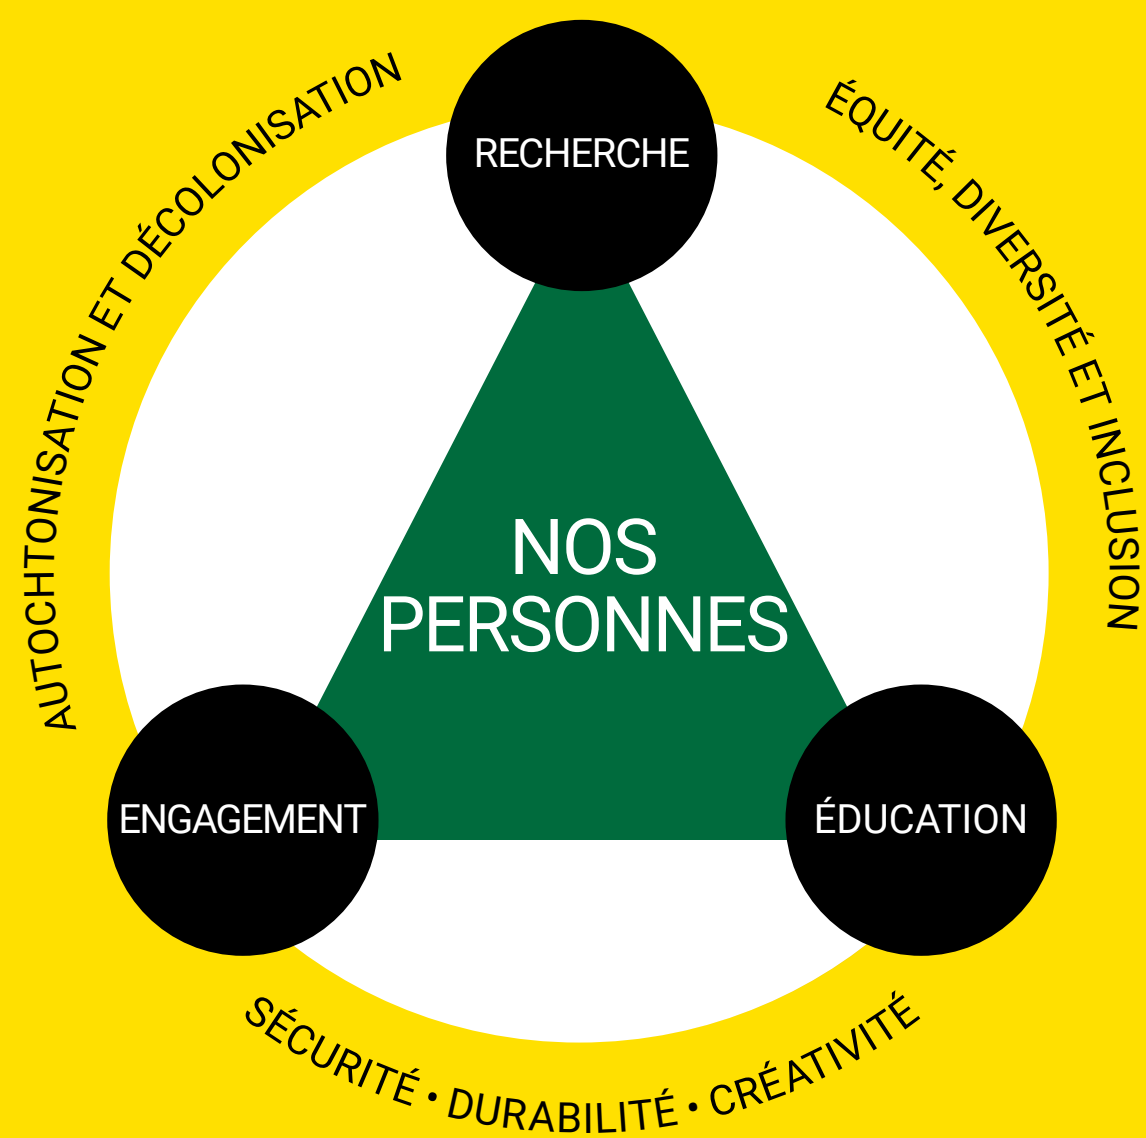 RECHERCHE
AUTOCHTONISATION ET DÉCOLONISATION
ÉQUITÉ, DIVERSITÉ ET INCLUSION
NOS
PERSONNES
ENGAGEMENT
ÉDUCATION
SÉCURITÉ • DURABILITÉ • CRÉATIVITÉ